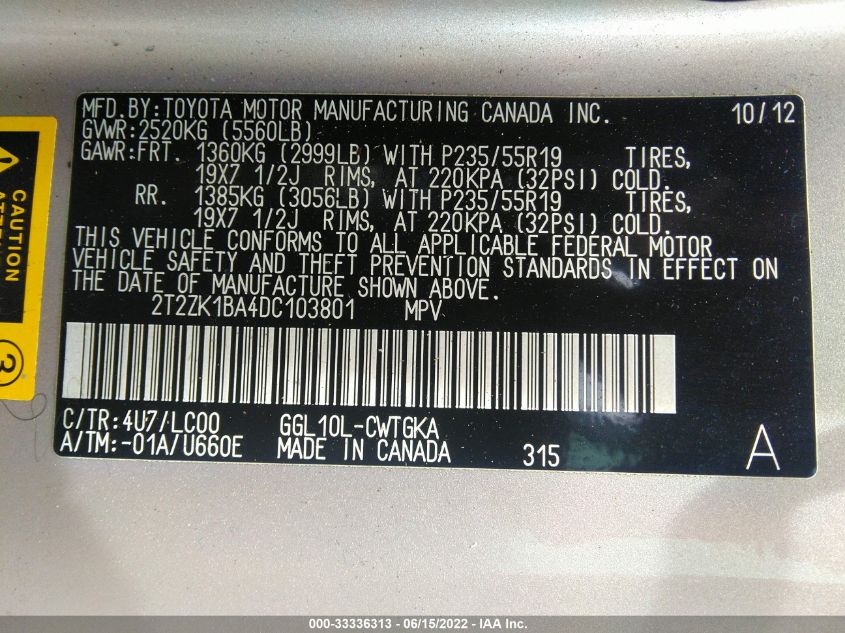 MFD.BY:TOYOTA MOTOR MANUFACTURING CANADA INC. 10/12
GVWR:2520KG (5560LB)
GAWR:FRT. 1360KG (2999LB) WITH P235/55R19 TIRES,
19X7 1/2J RIMS, AT 220KPA (32PSI) COLD.
RR. 1385KG (3056LB) WITH P235/55R19 TIRES,
19X7 1/2J RIMS, AT 220KPA (32PSI) COLD.
THIS VEHICLE CONFORMS TO ALL APPLICABLE FEDERAL MOTOR
VEHICLE SAFETY AND THEFT PREVENTION STANDARDS IN EFFECT ON
THE DATE OF MANUFACTURE SHOWN ABOVE.
2T2ZK1BA4DC103801 MPV
C/TR:4U7/LC00 GGL10L-CWTGKA
A/TM:-01A/U660E MADE IN CANADA 315 A
CAUTION
3
000-33336313 - 06/15/2022 - IAA Inc.